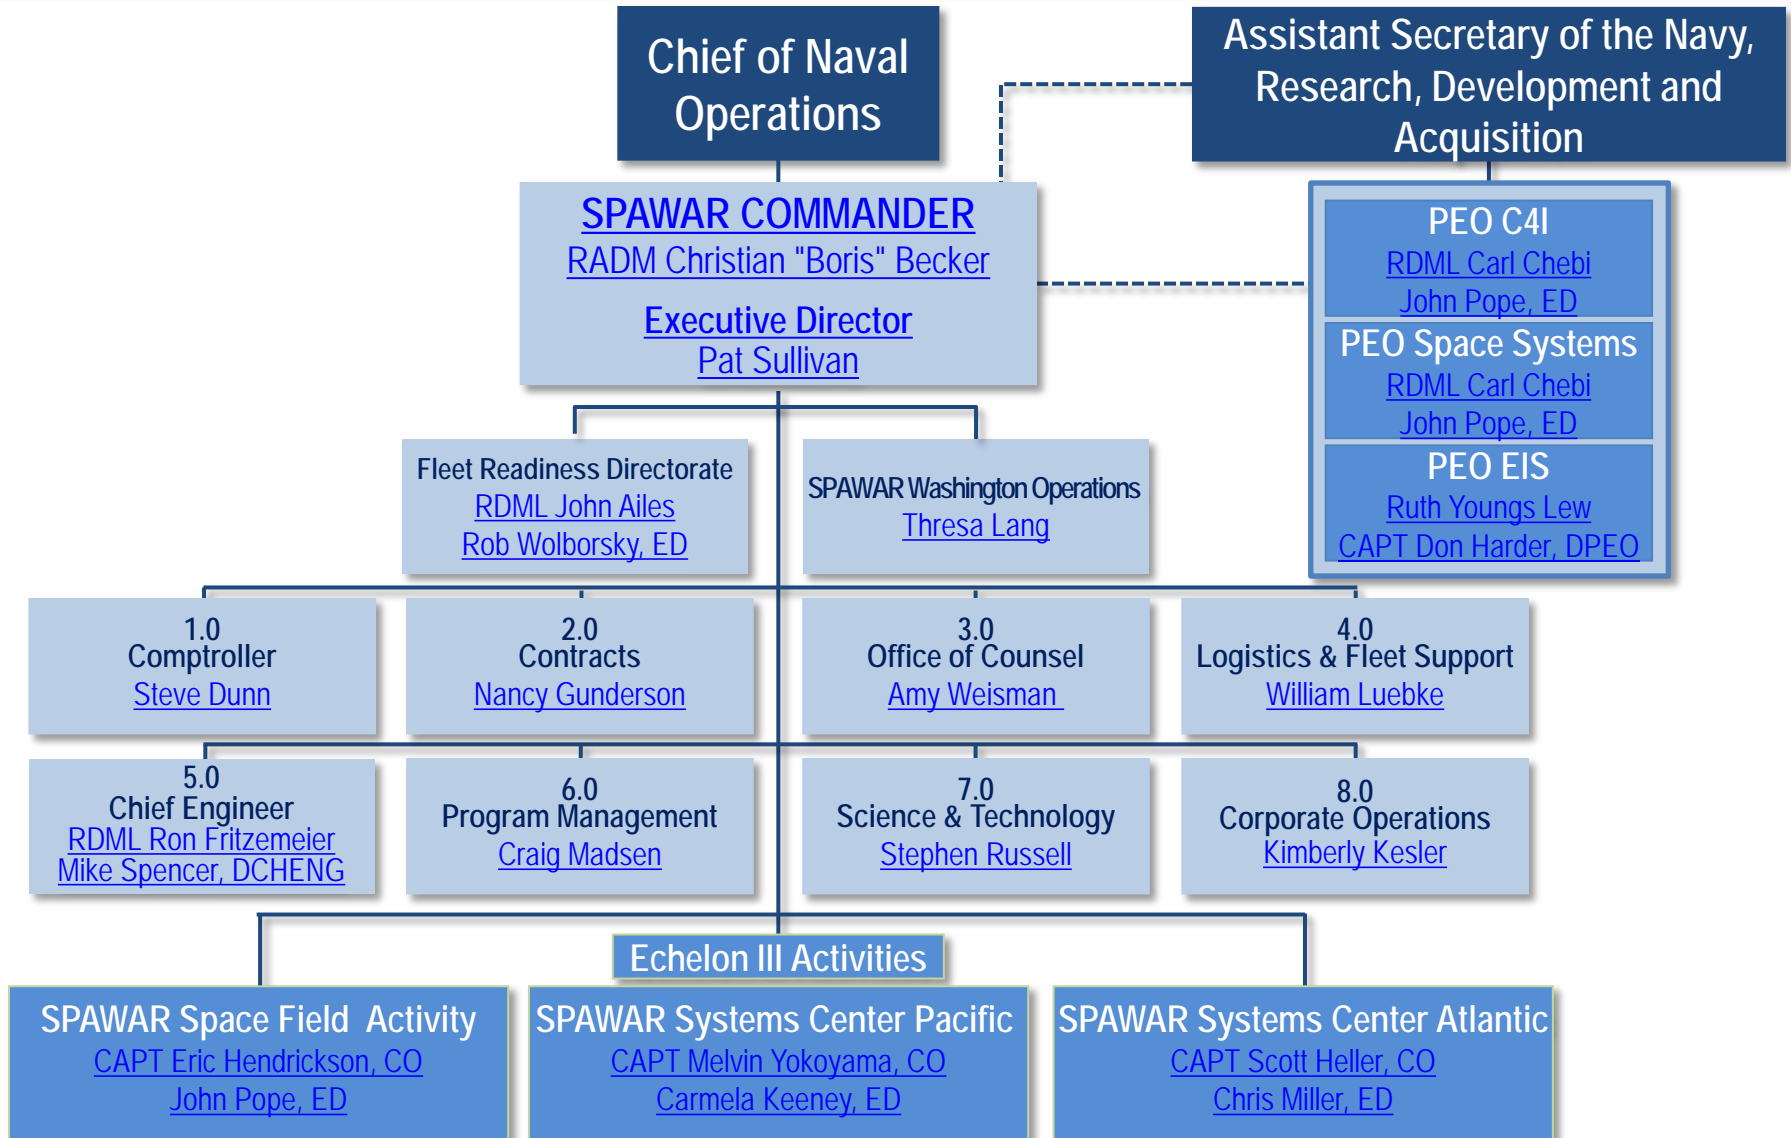 Chief of Naval
Operations
Assistant Secretary of the Navy,
Research, Development and
Acquisition
SPAWAR COMMANDER
RADM Christian "Boris" Becker
Executive Director
Pat Sullivan
PEO C4I
RDML Carl Chebi
John Pope, ED
PEO Space Systems
RDML Carl Chebi
John Pope, ED
PEO EIS
Ruth Youngs Lew
CAPT Don Harder, DPEO
Fleet Readiness Directorate
RDML John Ailes
Rob Wolborsky, ED
SPAWAR Washington Operations
Thresa Lang
1.0
Comptroller
Steve Dunn
2.0
Contracts
Nancy Gunderson
3.0
Office of Counsel
Amy Weisman
4.0
Logistics & Fleet Support
William Luebke
5.0
Chief Engineer
RDML Ron Fritzemeier
Mike Spencer, DCHENG
6.0
Program Management
Craig Madsen
7.0
Science & Technology
Stephen Russell
8.0
Corporate Operations
Kimberly Kesler
Echelon III Activities
SPAWAR Space Field Activity
CAPT Eric Hendrickson, CO
John Pope, ED
SPAWAR Systems Center Pacific
CAPT Melvin Yokoyama, CO
Carmela Keeney, ED
SPAWAR Systems Center Atlantic
CAPT Scott Heller, CO
Chris Miller, ED